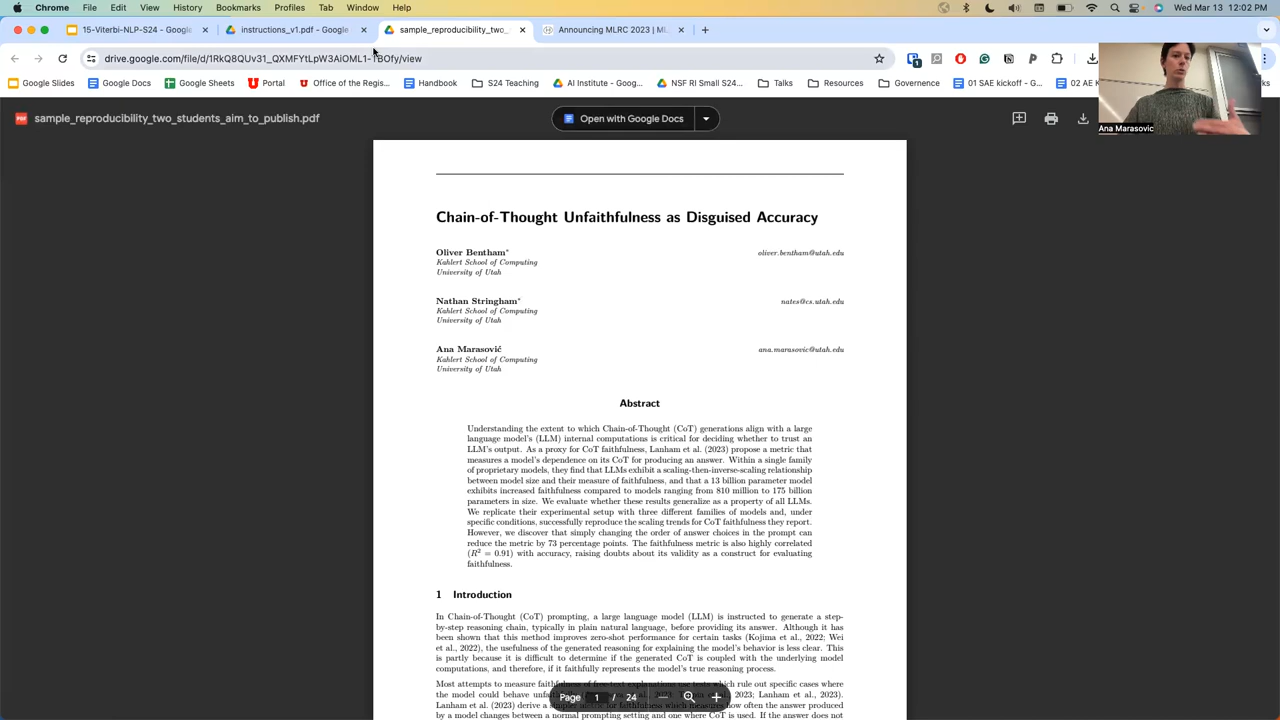 Chrome File Edit View History Bookmarks Profiles Tab Window Help Wed Mar 13 12:02 PM
15-Viterbi-NLP-S24 - Google
instructions_v1.pdf - Google
sample_reproducibility_two_
Announcing MLRC 2023 | ML
drive.google.com/file/d/1RkQ8QUv31_QXMFYtLpW3AiOML1-1BOfy/view
Google Slides Google Docs Google Sheets Portal Office of the Regis... Handbook S24 Teaching AI Institute - Goog... NSF RI Small S24... Talks Resources Governence 01 SAE kickoff - G... 02 AE
Ana Marasovic
sample_reproducibility_two_students_aim_to_publish.pdf
Open with Google Docs
Chain-of-Thought Unfaithfulness as Disguised Accuracy
Oliver Bentham* oliver.bentham@utah.edu
Kahlert School of Computing
University of Utah
Nathan Stringham* nates@cs.utah.edu
Kahlert School of Computing
University of Utah
Ana Marasović ana.marasovic@utah.edu
Kahlert School of Computing
University of Utah
Abstract
Understanding the extent to which Chain-of-Thought (CoT) generations align with a large
language model's (LLM) internal computations is critical for deciding whether to trust an
LLM's output. As a proxy for CoT faithfulness, Lanham et al. (2023) propose a metric that
measures a model's dependence on its CoT for producing an answer. Within a single family
of proprietary models, they find that LLMs exhibit a scaling-then-inverse-scaling relationship
between model size and their measure of faithfulness, and that a 13 billion parameter model
exhibits increased faithfulness compared to models ranging from 810 million to 175 billion
parameters in size. We evaluate whether these results generalize as a property of all LLMs.
We replicate their experimental setup with three different families of models and, under
specific conditions, successfully reproduce the scaling trends for CoT faithfulness they report.
However, we discover that simply changing the order of answer choices in the prompt can
reduce the metric by 73 percentage points. The faithfulness metric is also highly correlated
(R² = 0.91) with accuracy, raising doubts about its validity as a construct for evaluating
faithfulness.
1 Introduction
In Chain-of-Thought (CoT) prompting, a large language model (LLM) is instructed to generate a step-
by-step reasoning chain, typically in plain natural language, before providing its answer. Although it has
been shown that this method improves zero-shot performance for certain tasks (Kojima et al., 2022; Wei
et al., 2022), the usefulness of the generated reasoning for explaining the model's behavior is less clear. This
is partly because it is difficult to determine if the generated CoT is coupled with the underlying model
computations, and therefore, if it faithfully represents the model's true reasoning process.
Most attempts to measure faithfulness of free-text explanations use tests which rule out specific cases where
the model could behave 2023; Lanham et al., 2023).
Lanham et al. (2023) derive a how often the answer produced
by a model changes between a normal prompting setting and one where CoT is used. If the answer does not
Page 1 / 24